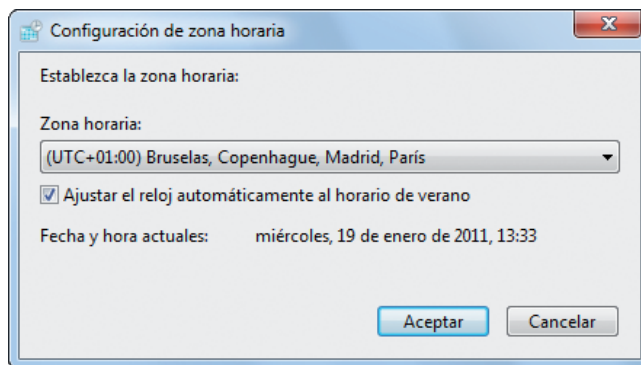 Configuración de zona horaria
Establezca la zona horaria:
Zona horaria:
(UTC+01:00) Bruselas, Copenhague, Madrid, París
Ajustar el reloj automáticamente al horario de verano
Fecha y hora actuales: miércoles, 19 de enero de 2011, 13:33
Aceptar Cancelar